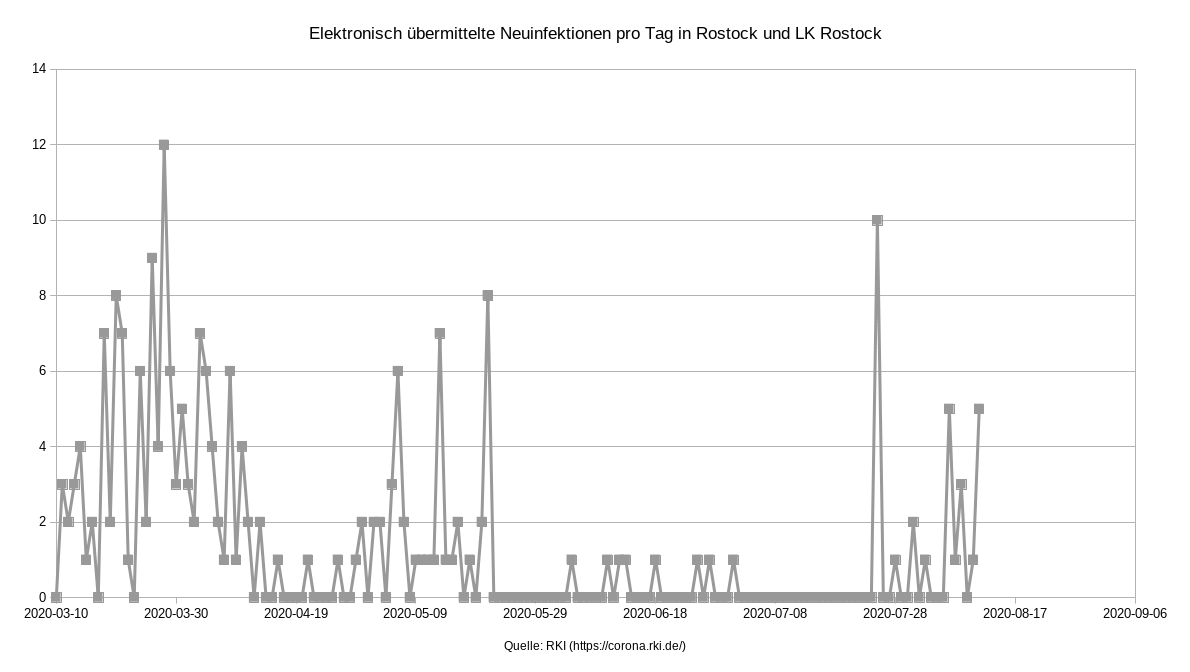 Elektronisch übermittelte Neuinfektionen pro Tag in Rostock und LK Rostock
14
12
10
8
6
4
2
0
2020-03-10 2020-03-30 2020-04-19 2020-05-09 2020-05-29 2020-06-18 2020-07-08 2020-07-28 2020-08-17 2020-09-06
Quelle: RKI (https://corona.rki.de/)